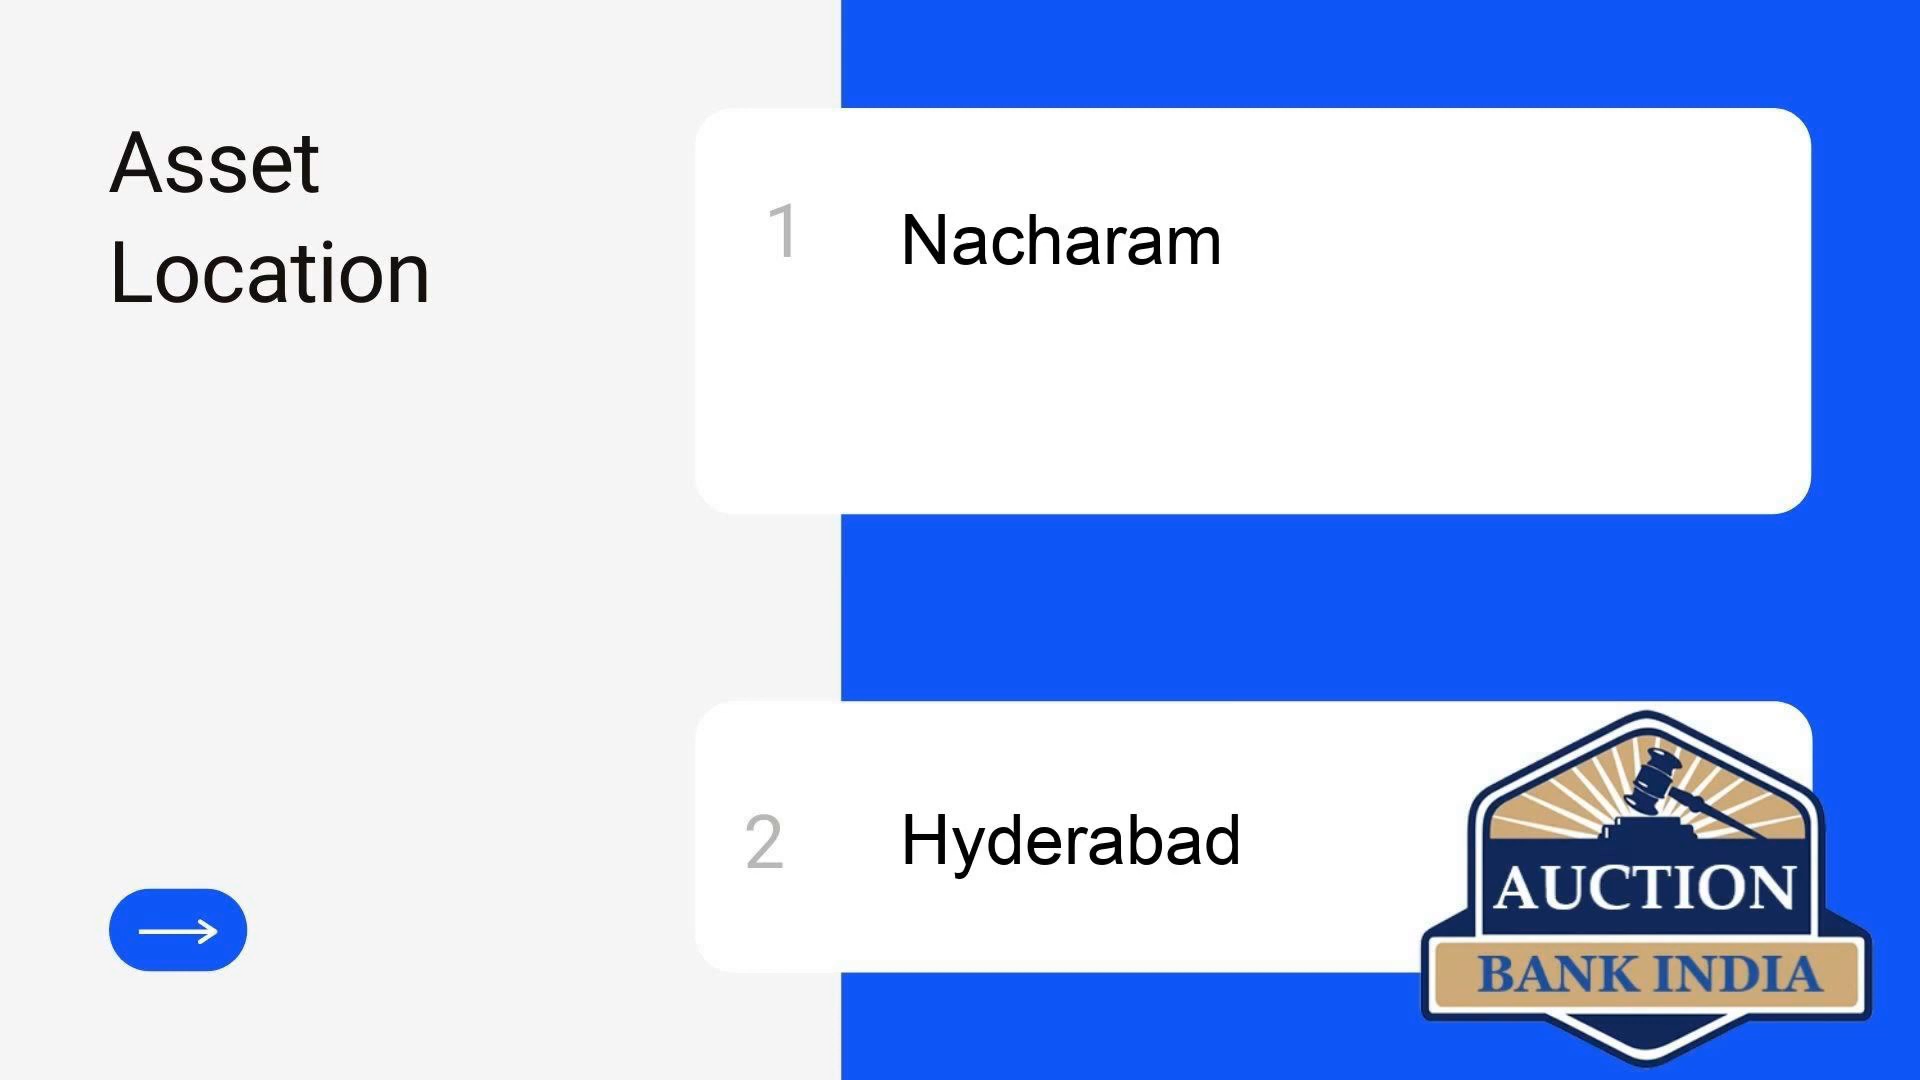 Asset
Location
1
Nacharam
2
Hyderabad
AUCTION
BANK INDIA